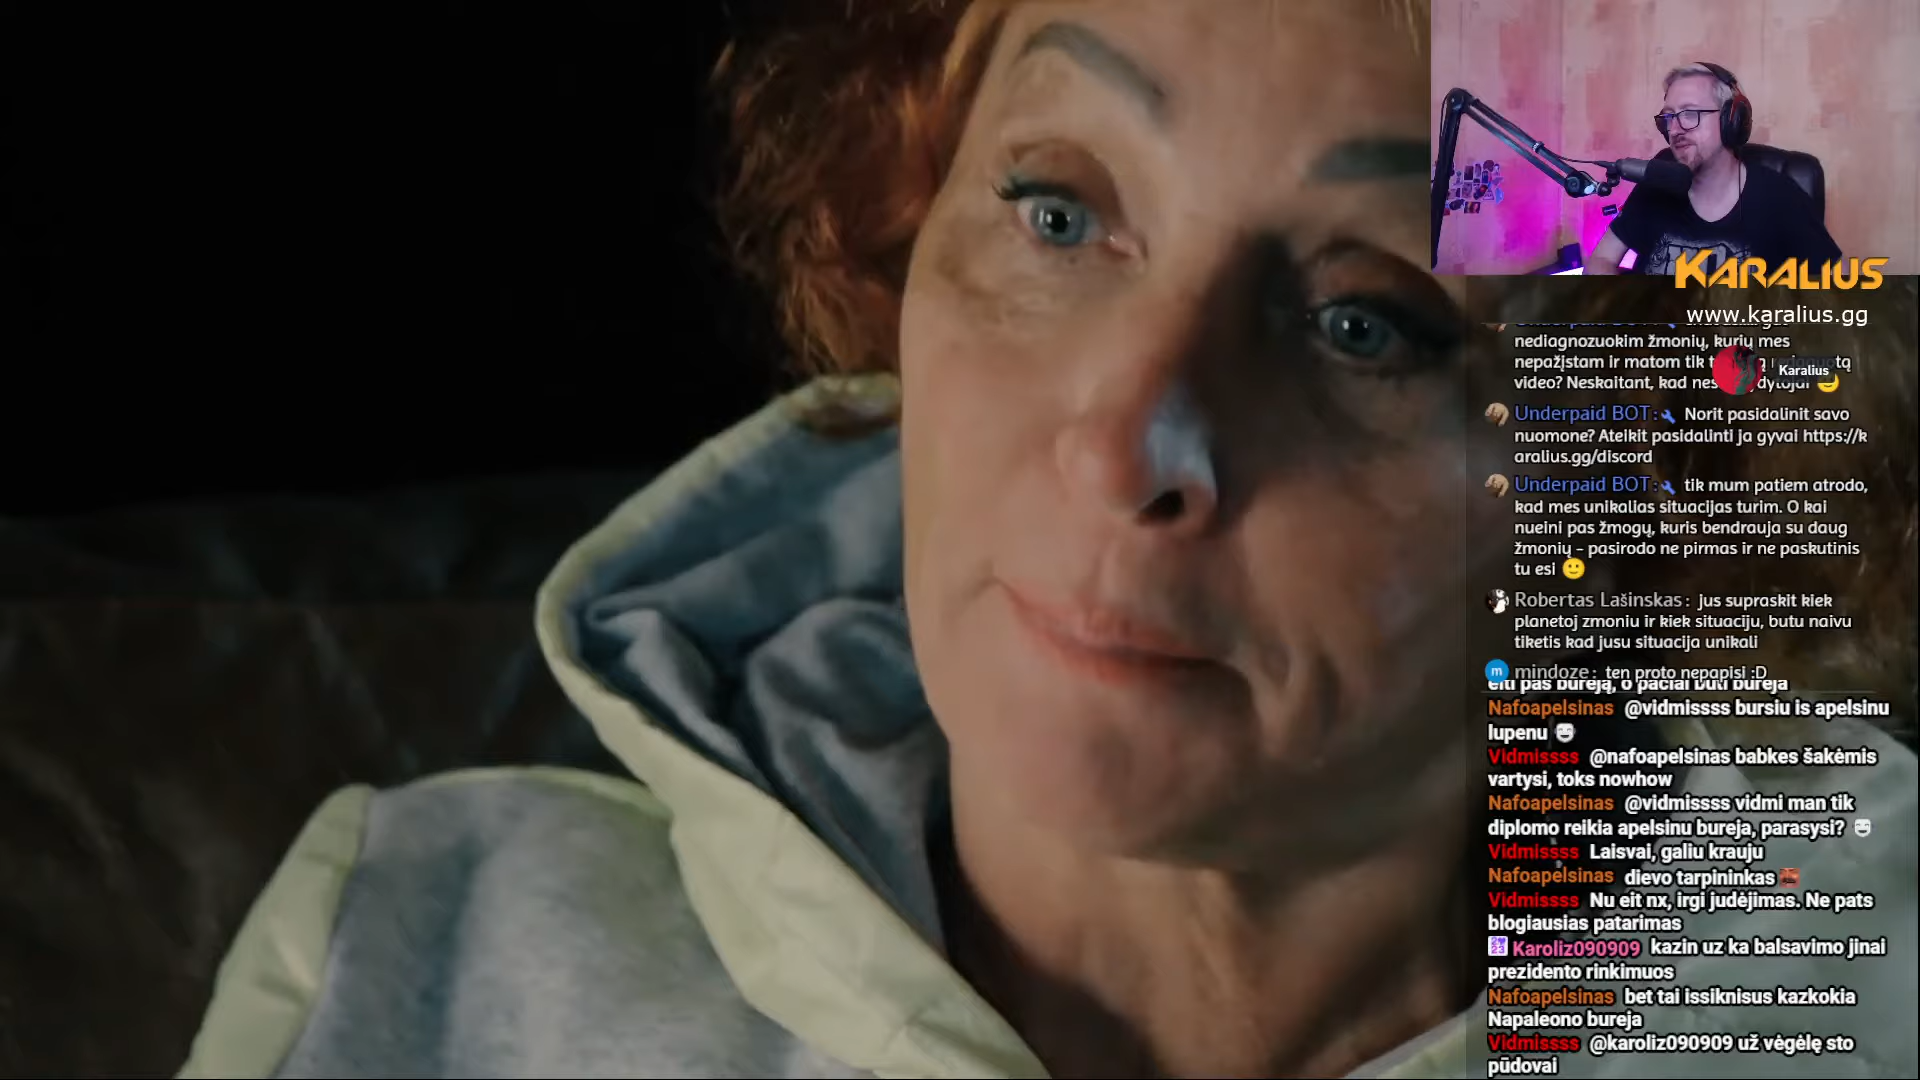 KARALIUS
www.karalius.gg
nediagnozuokim žmonių, kurių mes
nepažįstam ir matom tik
video? Neskaitant, kad
Karalius
Underpaid BOT: Norit pasidalinit savo
nuomone? Ateikit pasidalinti ja gyvai https://k
aralius.gg/discord
Underpaid BOT: tik mum patiem atrodo,
kad mes unikalias situacijas turim. O kai
nueini pas žmogų, kuris bendrauja su daug
žmonių - pasirodo ne pirmas ir ne paskutinis
tu esi 🙂
Robertas Lašinskas: jus supraskit kiek
planetoj zmoniu ir kiek situaciju, butu naivu
tiketis kad jusu situacija unikali
m mindoze: ten proto nepapisi :D
eiti pas burėją, o pačiai būti burėja
Nafoapelsinas @vidmissss bursiu is apelsinu
lupenu
Vidmissss @nafoapelsinas babkes šakėmis
vartysi, toks nowhow
Nafoapelsinas @vidmissss vidmi man tik
diplomo reikia apelsinu bureja, parasysi?
Vidmissss Laisvai, galiu krauju
Nafoapelsinas dievo tarpininkas
Vidmissss Nu eit nx, irgi judėjimas. Ne pats
blogiausias patarimas
Karoliz090909 kazin uz ka balsavimo jinai
prezidento rinkimuos
Nafoapelsinas bet tai issiknisus kazkokia
Napaleono bureja
Vidmissss @karoliz090909 už vėgėlę sto
pūdovai